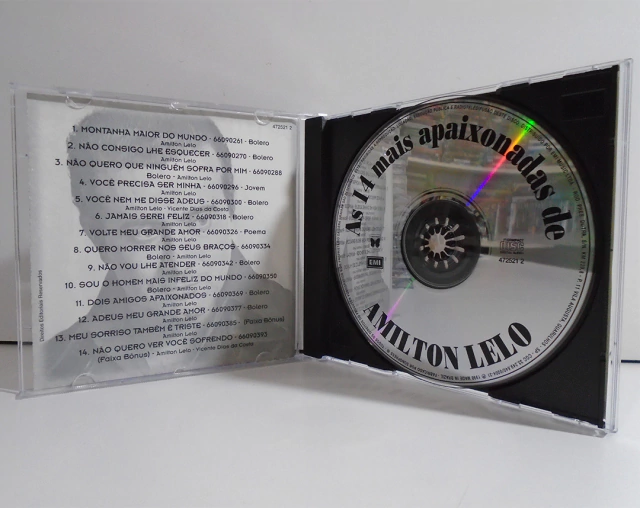 472521 2
1. MONTANHA MAIOR DO MUNDO - 66090261 - Bolero
Amilton Lelo
2. NÃO CONSIGO LHE ESQUECER - 66090270 - Bolero
Amilton Lelo
3. NÃO QUERO QUE NINGUÉM SOFRA POR MIM - 66090288
Bolero - Amilton Lelo
4. VOCÊ PRECISA SER MINHA - 66090296 - Jovem
Amilton Lelo
5. VOCÊ NEM ME DISSE ADEUS - 66090300 - Bolero
Amilton Lelo - Vicente Dias da Costa
6. JAMAIS SEREI FELIZ - 66090318 - Bolero
Amilton Lelo
7. VOLTE MEU GRANDE AMOR - 66090326 - Poema
Amilton Lelo
8. QUERO MORRER NOS SEUS BRAÇOS - 66090334
Bolero - Amilton Lelo
9. NÃO VOU LHE ATENDER - 66090342 - Bolero
Amilton Lelo
10. SOU O HOMEM MAIS INFELIZ DO MUNDO - 66090350
Bolero - Amilton Lelo
11. DOIS AMIGOS APAIXONADOS - 66090369 - Bolero
Amilton Lelo
12. ADEUS MEU GRANDE AMOR - 66090377 - Bolero
Amilton Lelo
13. MEU SORRISO TAMBÉM É TRISTE - 66090385 - (Faixa Bônus)
Amilton Lelo
14. NÃO QUERO VER VOCÊ SOFRENDO - 66090393
(Faixa Bônus) - Amilton Lelo - Vicente Dias da Costa
Direitos Editoriais Reservados
As 14 mais apaixonadas de
EMI
472521 2
AMILTON LELO